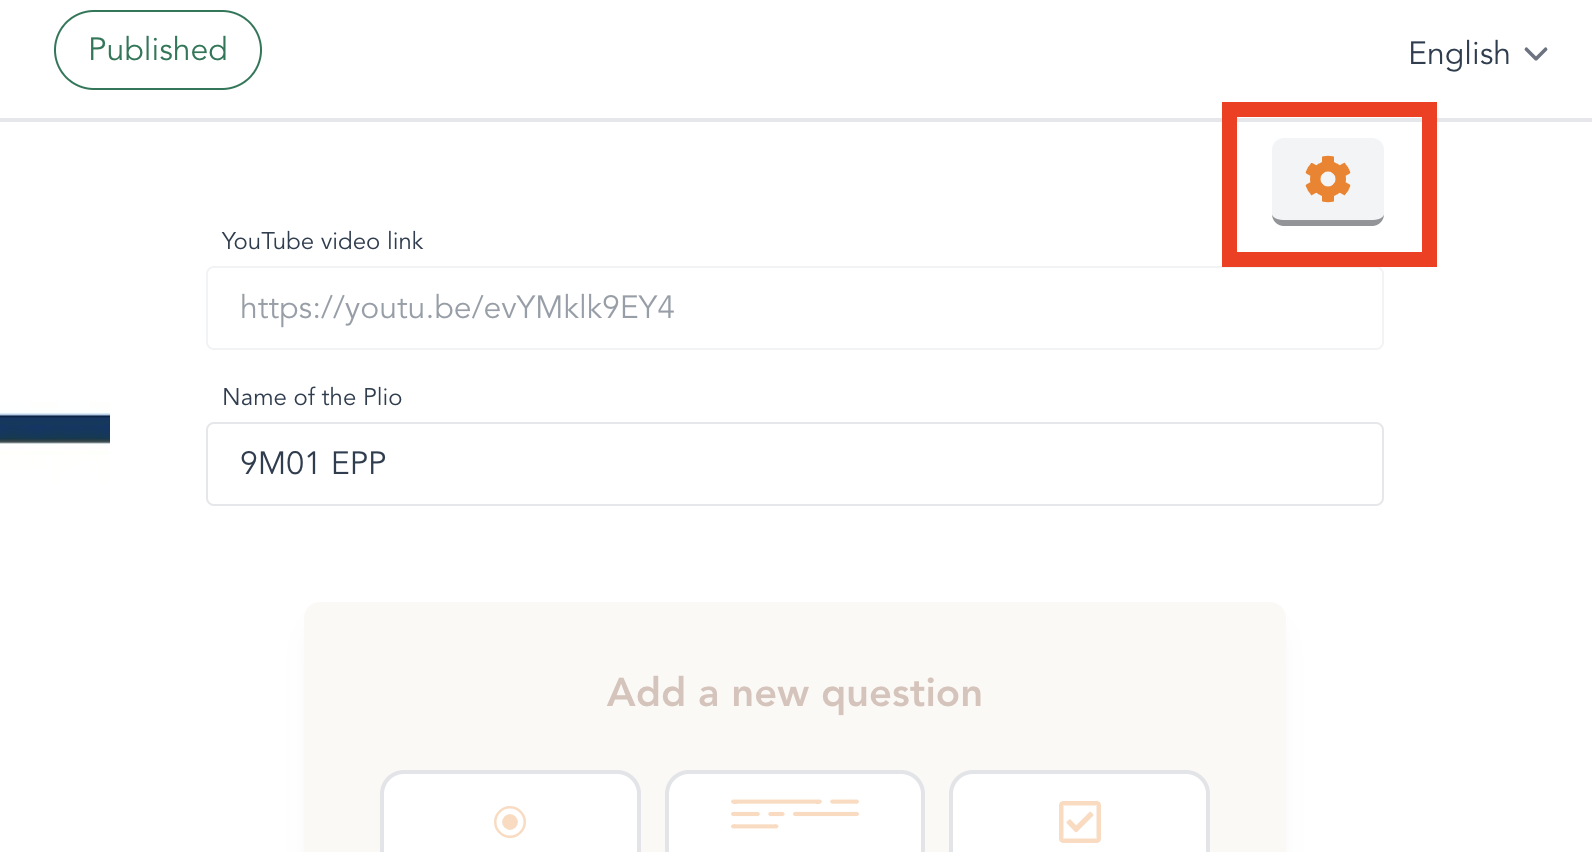 Published
English
YouTube video link
https://youtu.be/evYMklk9EY4
Name of the Plio
9M01 EPP
Add a new question